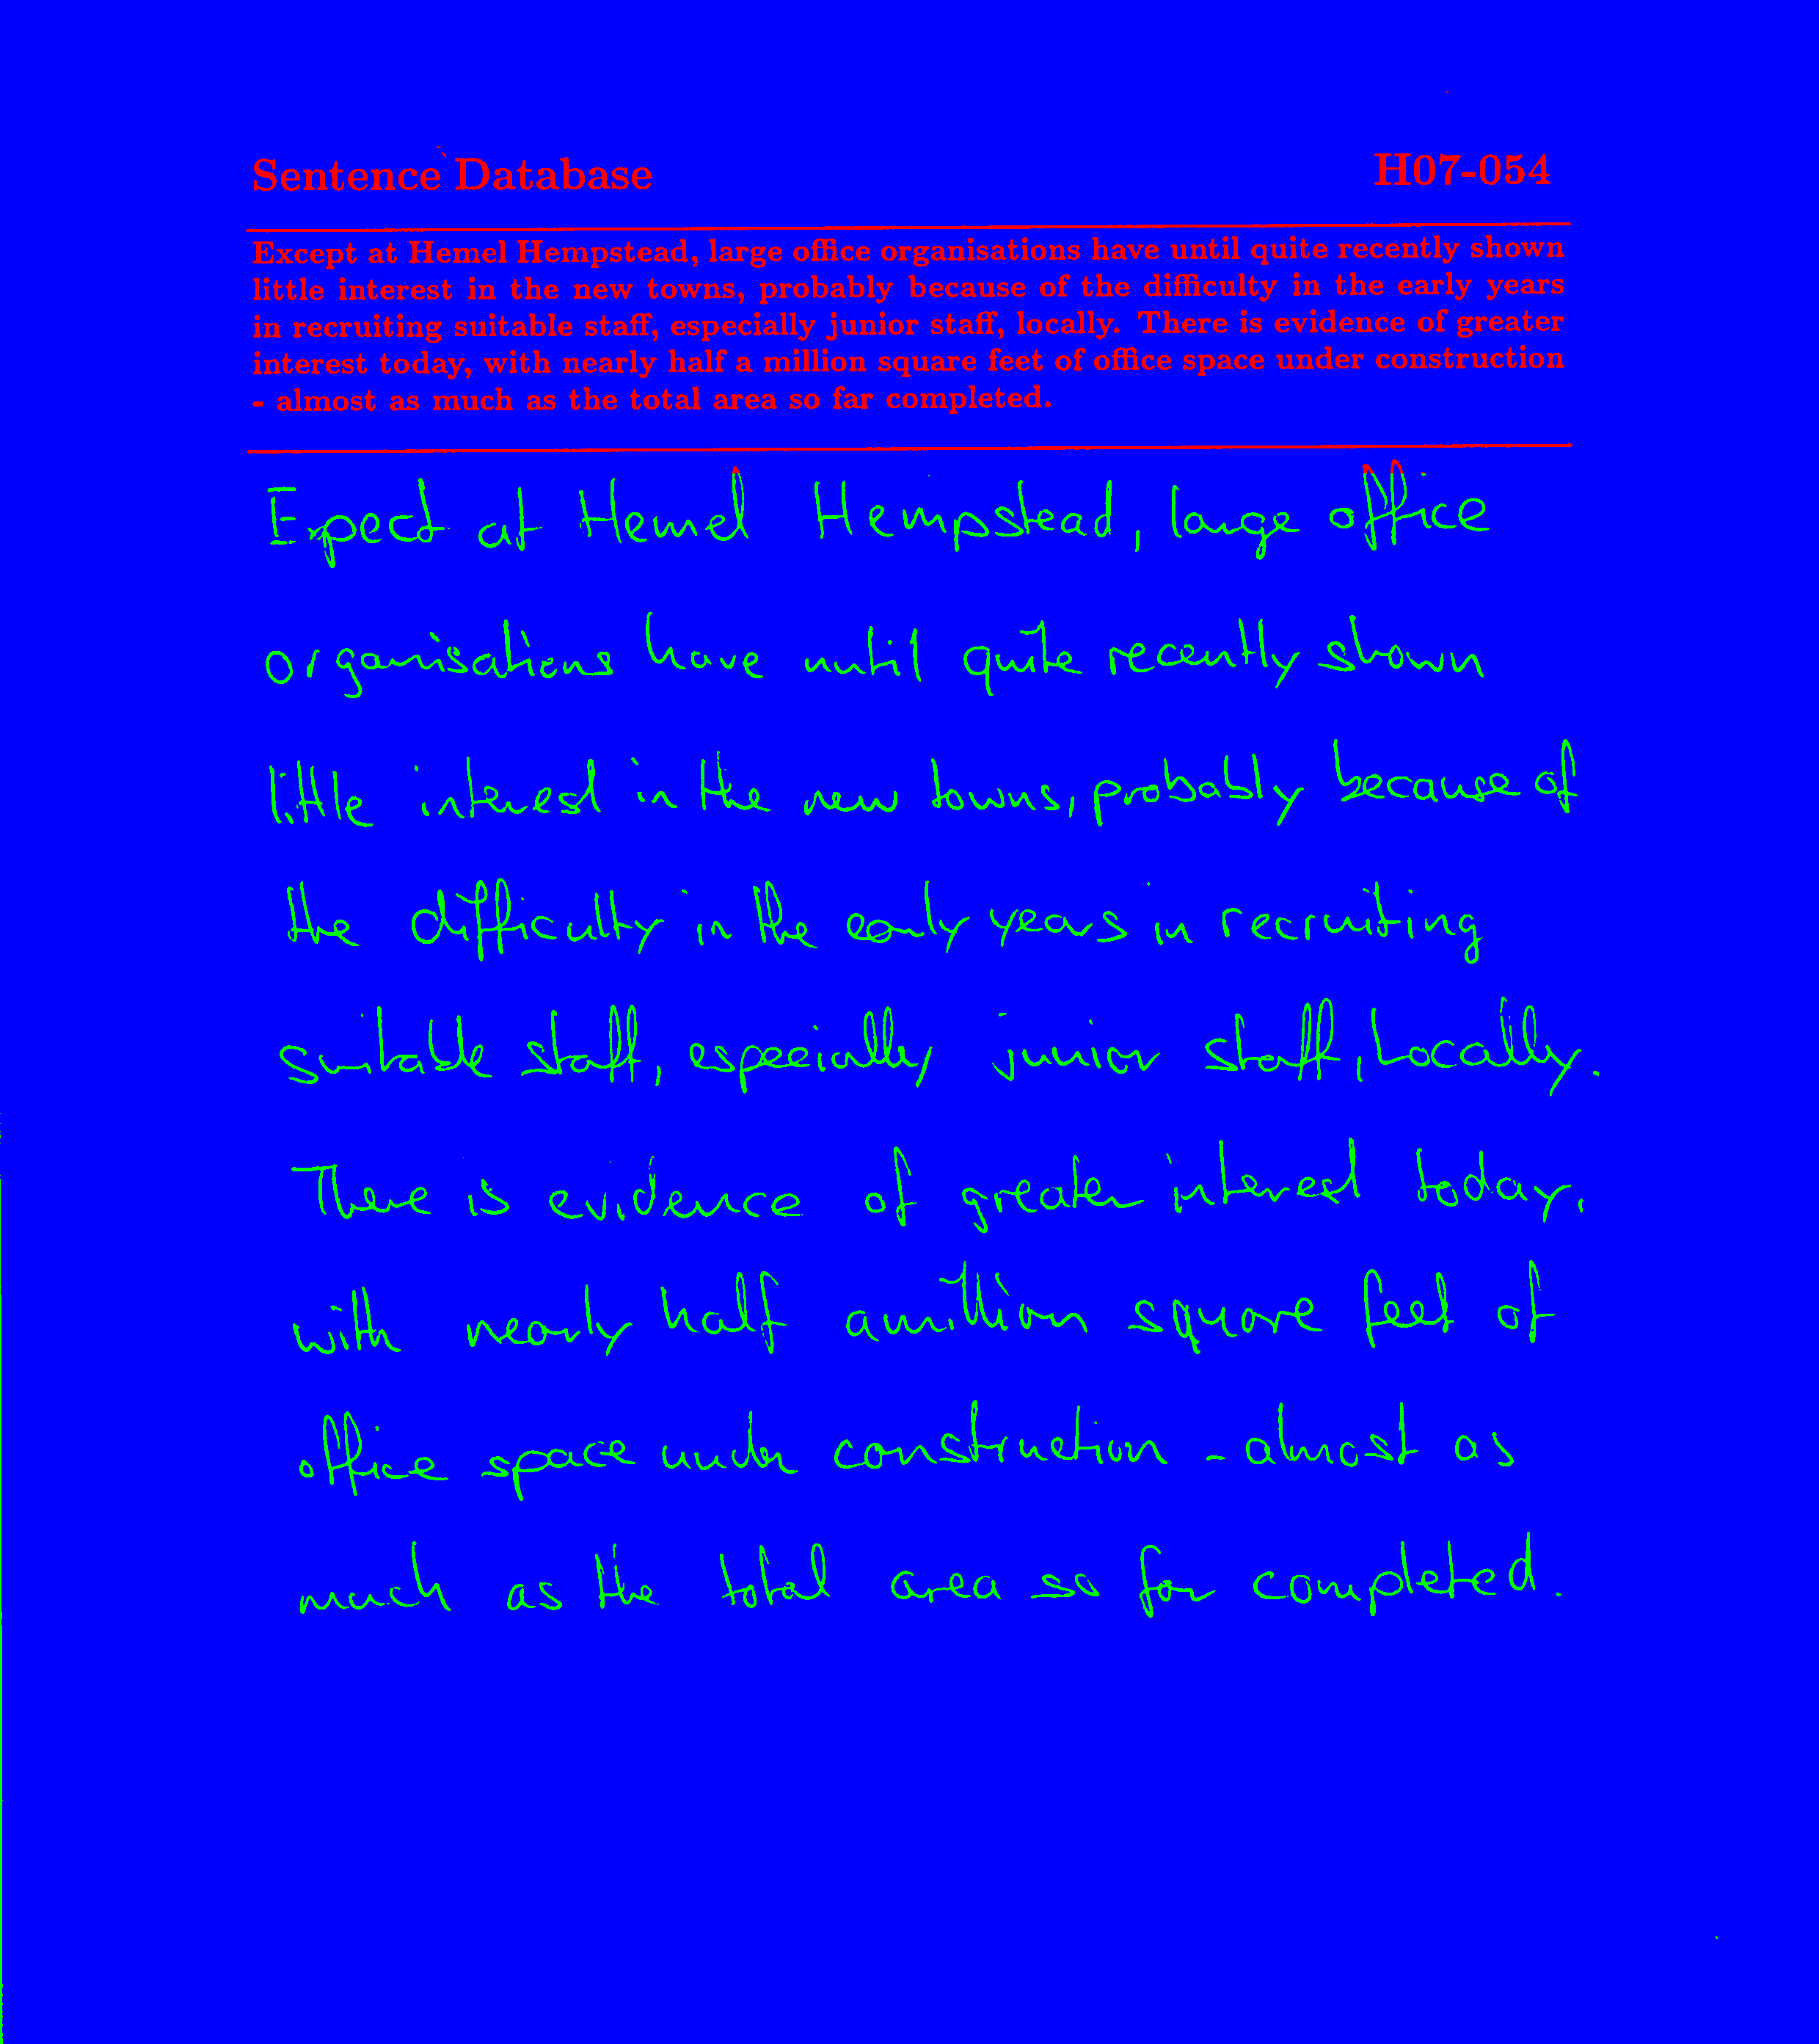 Sentence Database H07-054
Except at Hemel Hempstead, large office organisations have until quite recently shown
little interest in the new towns, probably because of the difficulty in the early years
in recruiting suitable staff, especially junior staff, locally. There is evidence of greater
interest today, with nearly half a million square feet of office space under construction
- almost as much as the total area so far completed.
Expect at Hemel Hempstead, large office
organisations have until quite recently shown
little interest in the new towns, probably because of
the difficulty in the early years in recruiting
suitable staff, especially junior staff, locally.
There is evidence of greater interest today,
with nearly half a million square feet of
office space under construction - almost as
much as the total area so far completed.